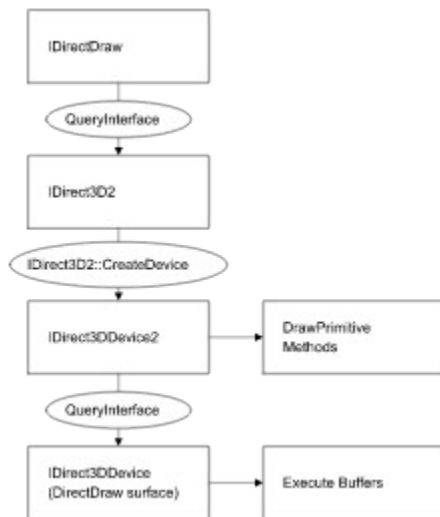 IDirectDraw
QueryInterface
IDirect3D2
IDirect3D2::CreateDevice
IDirect3DDevice2
DrawPrimitive
Methods
QueryInterface
IDirect3DDevice
(DirectDraw surface)
Execute Buffers